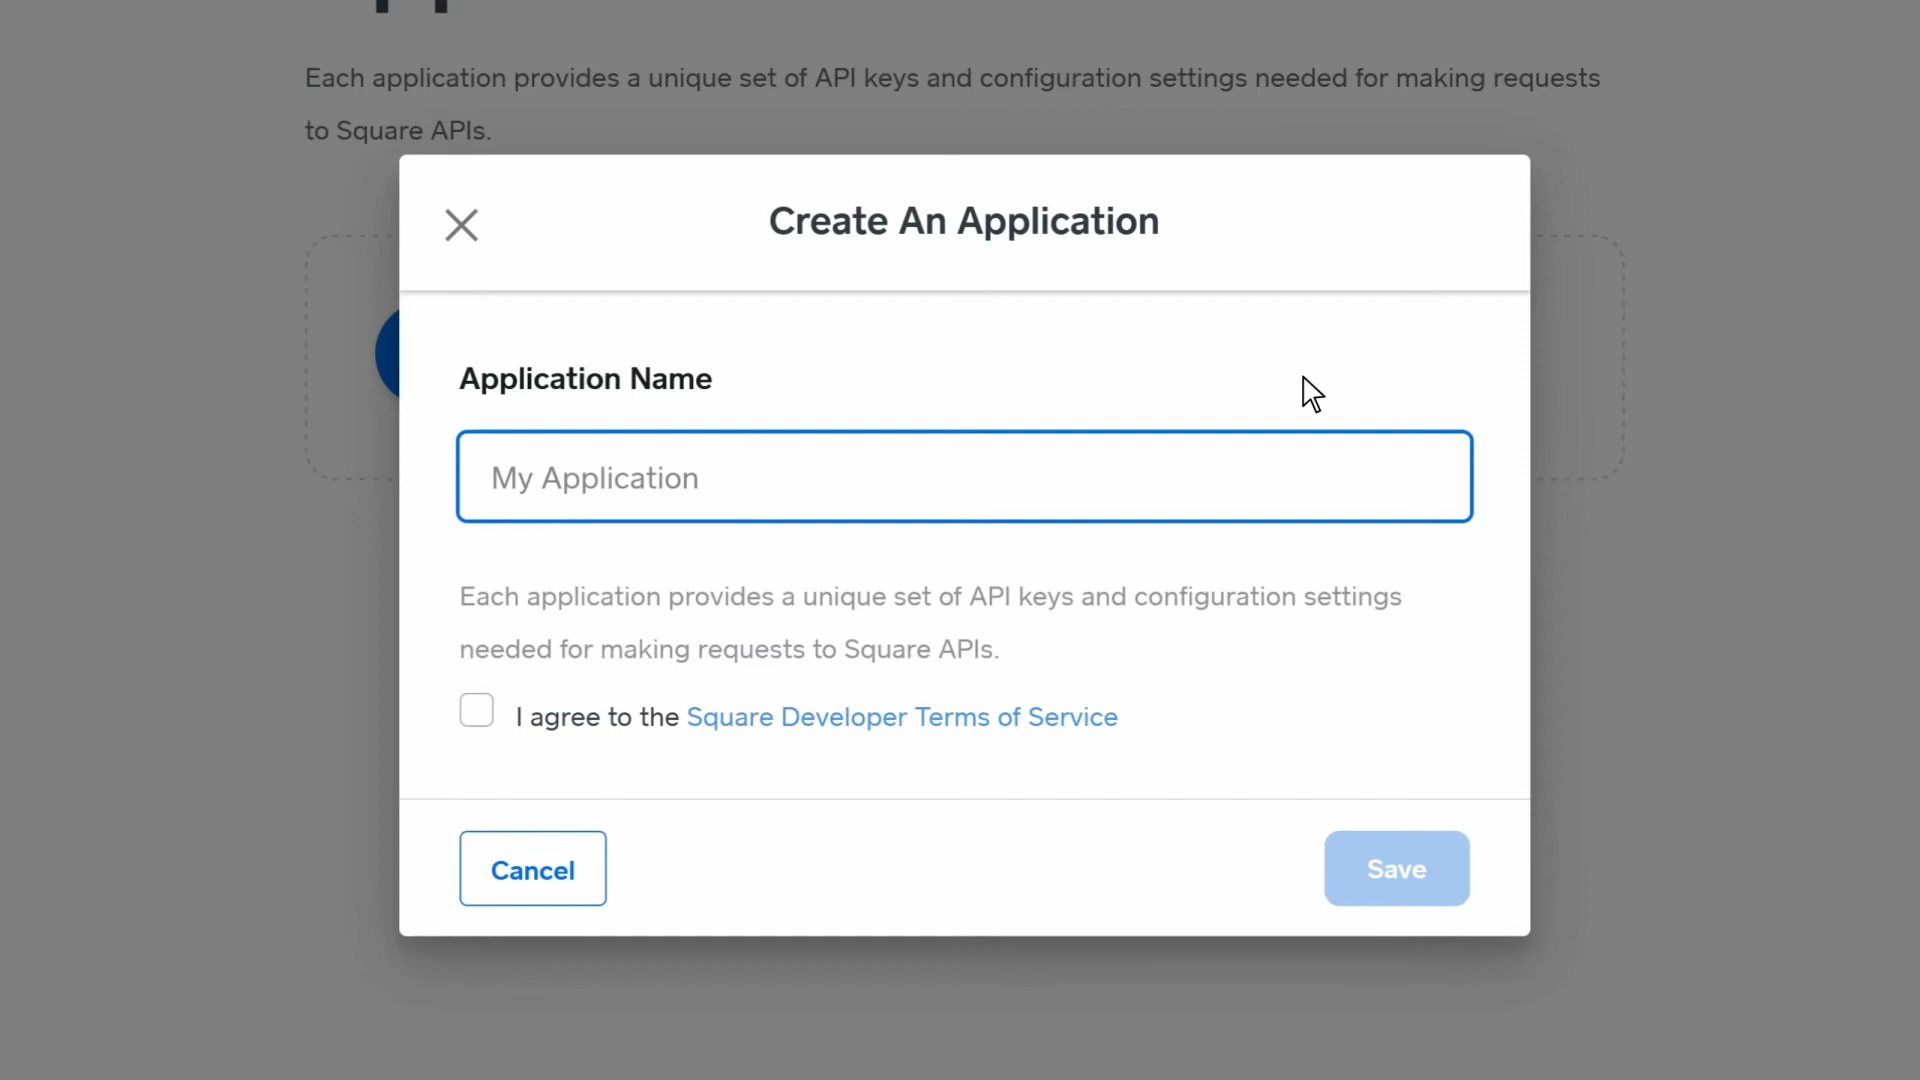 Each application provides a unique set of API keys and configuration settings needed for making requests
to Square APIs.
Create An Application
Application Name
My Application
Each application provides a unique set of API keys and configuration settings
needed for making requests to Square APIs.
I agree to the Square Developer Terms of Service
Cancel
Save